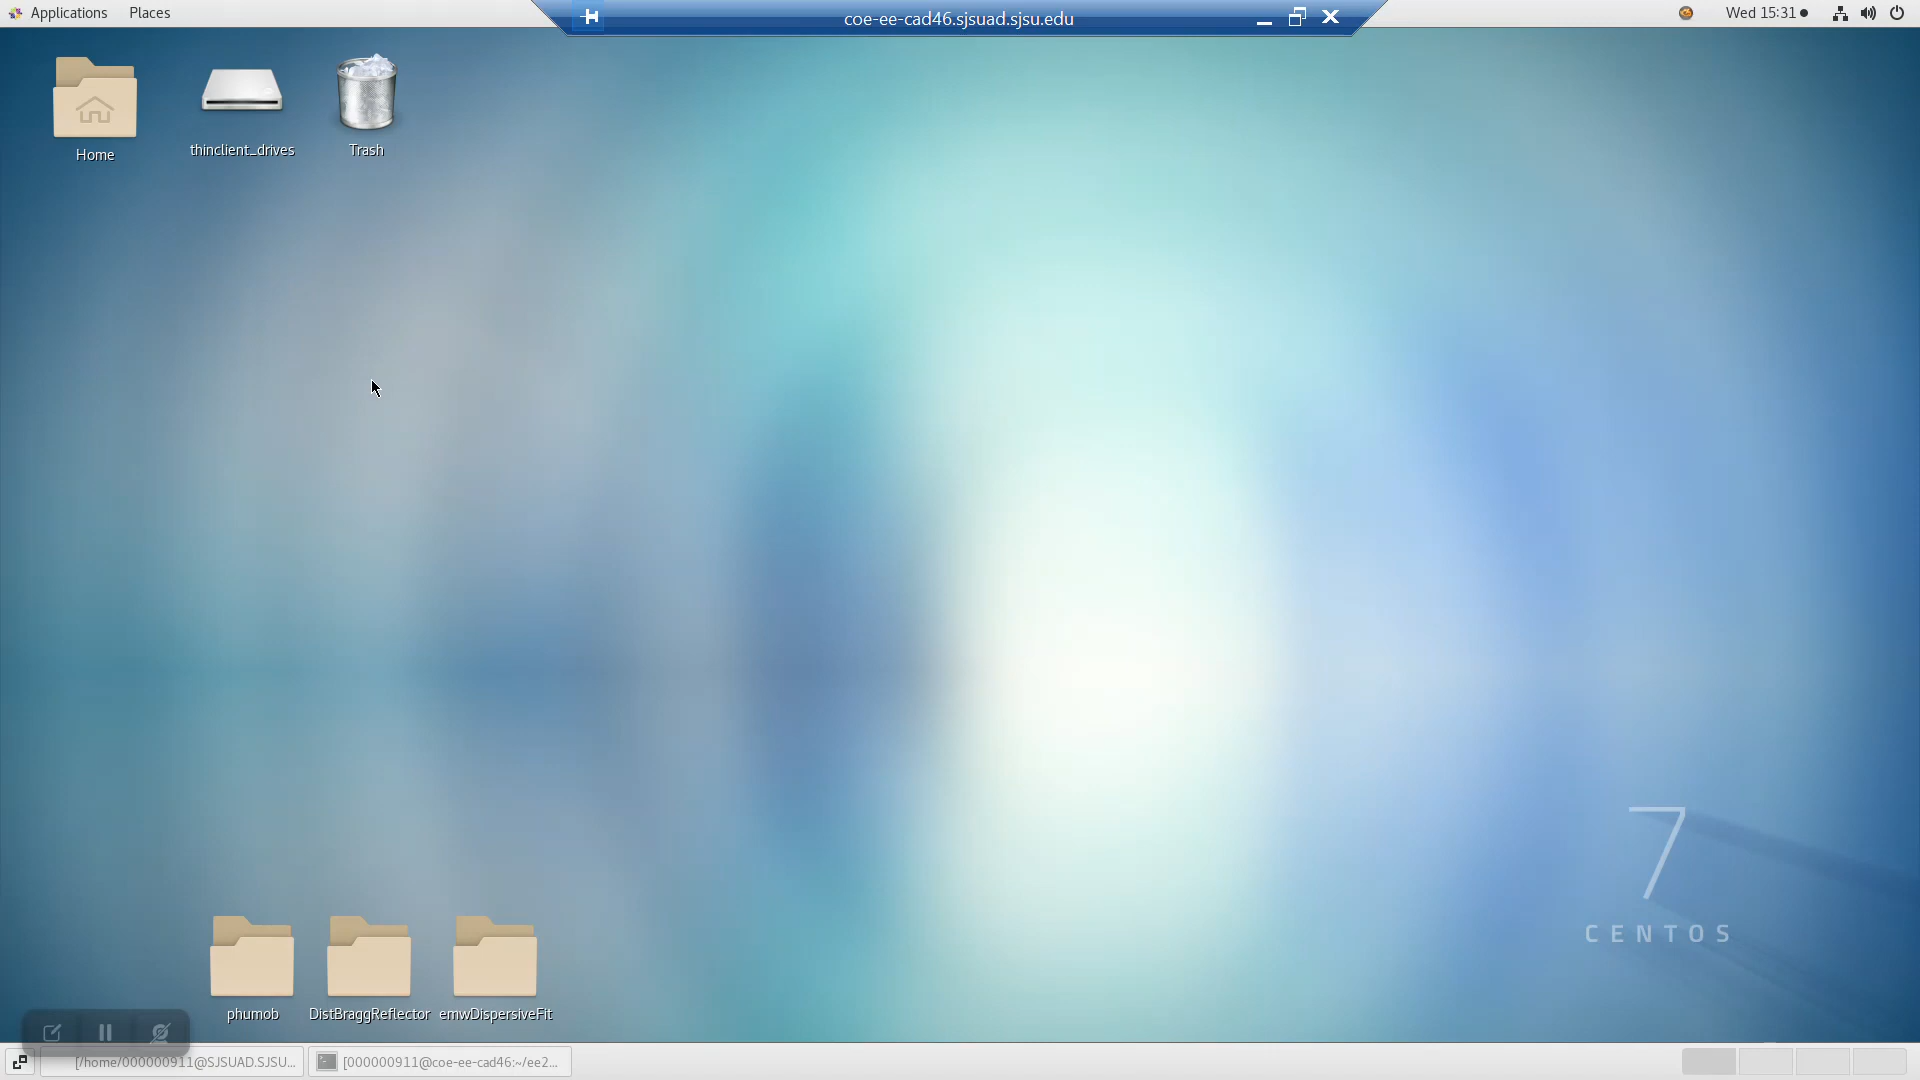 Applications Places
coe-ee-cad46.sjsuad.sjsu.edu
Wed 15:31
Home
thinclient_drives
Trash
7
CENTOS
phumob
DistBraggReflector
emwDispersiveFit
[/home/000000911@SJSUAD.SJSU...
[000000911@coe-ee-cad46:~/ee2...